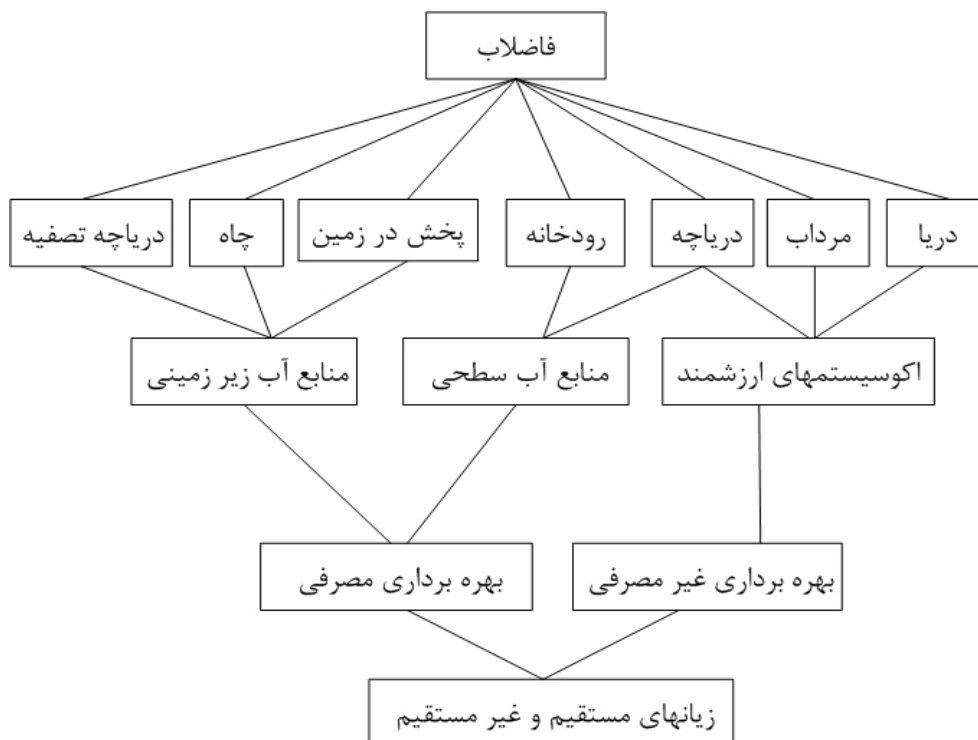 فاضلاب
دریا
مرداب
دریاچه
رودخانه
پخش در زمین
چاه
دریاچه تصفیه
اکوسیستمهای ارزشمند
منابع آب سطحی
منابع آب زیر زمینی
بهره برداری غیر مصرفی
بهره برداری مصرفی
زیانهای مستقیم و غیر مستقیم